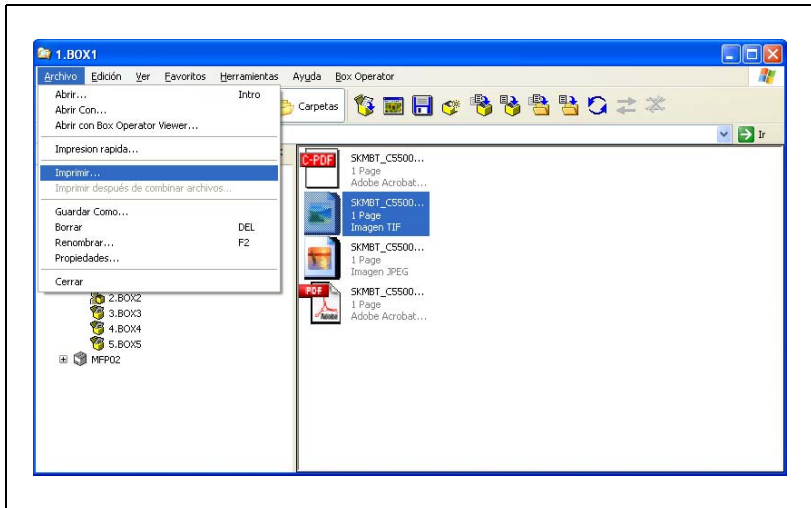 1.BOX1
Archivo Edición Ver Favoritos Herramientas Ayuda Box Operator
Abrir... Intro
Abrir Con...
Abrir con Box Operator Viewer...
Impresion rapida...
Imprimir...
Imprimir después de combinar archivos...
Guardar Como...
Borrar DEL
Renombrar... F2
Propiedades...
Cerrar
Carpetas
Ir
2.BOX2
3.BOX3
4.BOX4
5.BOX5
MFP02
C-PDF
SKMBT_C5500...
1 Page
Adobe Acrobat...
SKMBT_C5500...
1 Page
Imagen TIF
SKMBT_C5500...
1 Page
Imagen JPEG
PDF
Adobe
SKMBT_C5500...
1 Page
Adobe Acrobat...